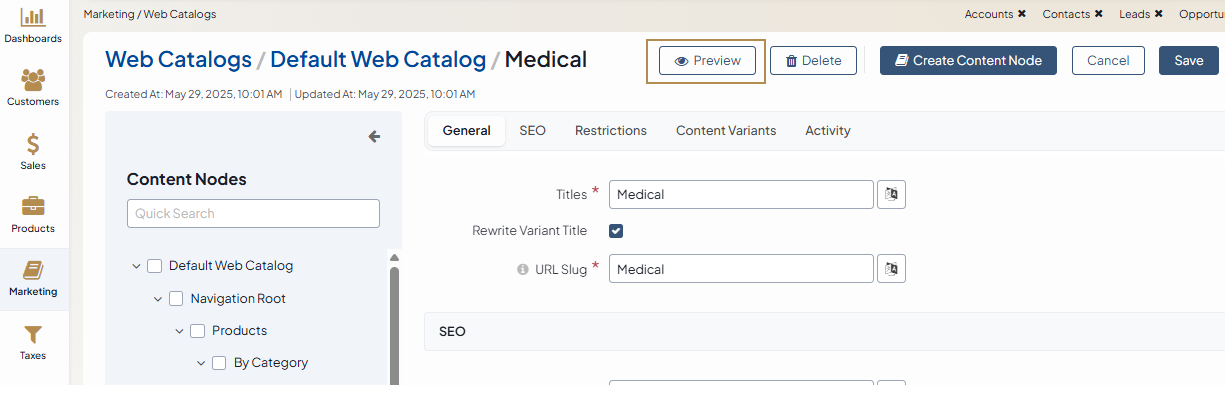 Marketing / Web Catalogs
Accounts ✖ Contacts ✖ Leads ✖ Opportu
Dashboards
Customers
Sales
Products
Marketing
Taxes
Web Catalogs / Default Web Catalog / Medical
Preview
Delete
Create Content Node
Cancel
Save
Created At: May 29, 2025, 10:01 AM | Updated At: May 29, 2025, 10:01 AM
Content Nodes
Quick Search
Default Web Catalog
Navigation Root
Products
By Category
General SEO Restrictions Content Variants Activity
Titles * Medical
Rewrite Variant Title
URL Slug * Medical
SEO